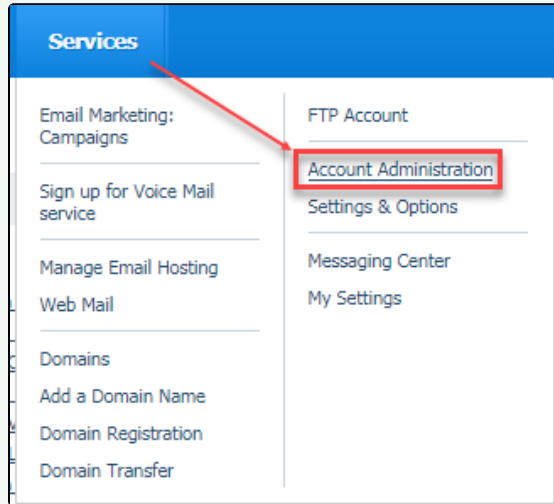 Services
Email Marketing:
Campaigns
Sign up for Voice Mail
service
Manage Email Hosting
Web Mail
Domains
Add a Domain Name
Domain Registration
Domain Transfer
FTP Account
Account Administration
Settings & Options
Messaging Center
My Settings